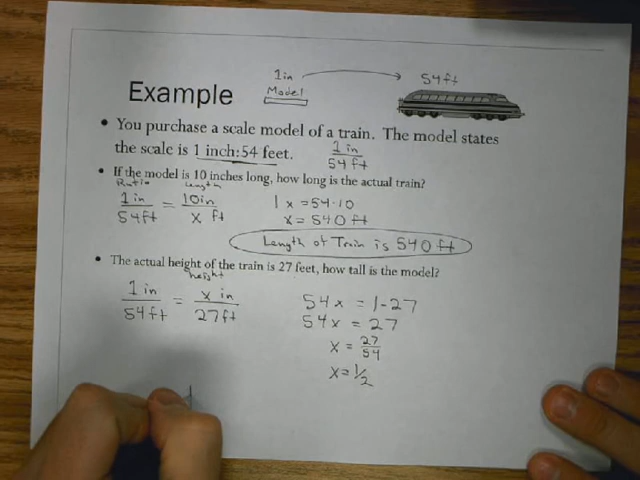 1in
54ft
Example
Model
• You purchase a scale model of a train. The model states
the scale is 1 inch:54 feet.
1 in
54 ft
• If the model is 10 inches long, how long is the actual train?
Ratio
Length
1 in
54ft
=
10in
x ft
1x=54·10
x=540 ft
Length of Train is 540 ft
• The actual height of the train is 27 feet, how tall is the model?
height
1 in
54ft
=
x in
27ft
54x = 1·27
54x = 27
x = 27/54
x=1/2